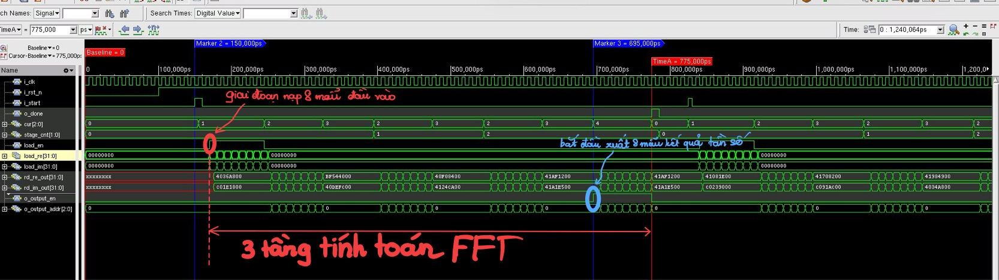 ch Names: Signal Search Times: Digital Value
TimeA = 775,000 ps Time: 0 : 1,240,064ps
Baseline = 0
Cursor-Baseline = 775,000ps
Marker 2 = 150,000ps Marker 3 = 695,000ps
Baseline = 0 TimeA = 775,000ps
Name 0 100,000ps 200,000ps 300,000ps 400,000ps 500,000ps 600,000ps 700,000ps 800,000ps 900,000ps 1,000,000ps 1,100,000ps 1,200,0
i_clk
i_rst_n
giai đoạn nạp 8 mẫu đầu vào
i_start
o_done
cur[2:0] 0 1 2 3 2 3 2 3 4 0 1 2 3 2 3 2
stage_cnt[1:0] 0 1 2 0 1 2
load_en
bắt đầu xuất 8 mẫu kết quả tần số
load_re[31:0] 00000000 00000000 00000000
load_im[31:0] 00000000 00000000 00000000
rd_re_out[31:0] xxxxxxxx 4036A800 BF544000 40F08400 41AF1200 41AF1200 41081E00 41708200 41984900
rd_im_out[31:0] xxxxxxxx C01E1800 40DEFC00 4124CA00 41A1E500 41A1E500 C0239000 C091AC00 4034A800
o_output_en
o_output_addr[2:0] 0 0 0 0 0 0 0 0
3 tầng tính toán FFT